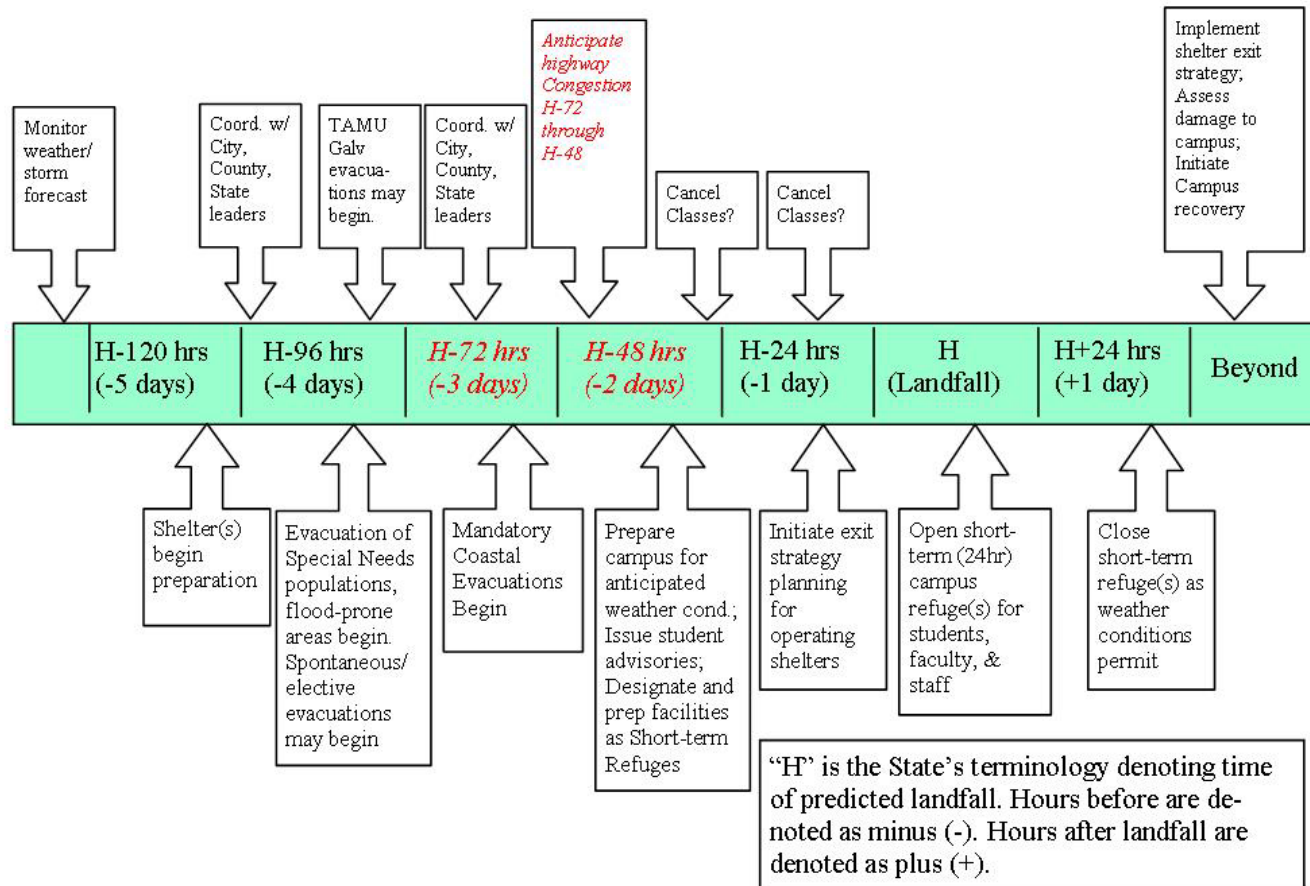 Monitor
weather/
storm
forecast
Coord. w/
City,
County,
State
leaders
TAMU
Galv
evacua-
tions may
begin.
Coord. w/
City,
County,
State
leaders
Anticipate
highway
Congestion
H-72
through
H-48
Cancel
Classes?
Cancel
Classes?
Implement
shelter exit
strategy;
Assess
damage to
campus;
Initiate
Campus
recovery
H-120 hrs
(-5 days)
H-96 hrs
(-4 days)
H-72 hrs
(-3 days)
H-48 hrs
(-2 days)
H-24 hrs
(-1 day)
H
(Landfall)
H+24 hrs
(+1 day)
Beyond
Shelter(s)
begin
preparation
Evacuation of
Special Needs
populations,
flood-prone
areas begin.
Spontaneous/
elective
evacuations
may begin
Mandatory
Coastal
Evacuations
Begin
Prepare
campus for
anticipated
weather cond.;
Issue student
advisories;
Designate and
prep facilities
as Short-term
Refuges
Initiate exit
strategy
planning
for
operating
shelters
Open short-
term (24hr)
campus
refuge(s) for
students,
faculty, &
staff
Close
short-term
refuge(s) as
weather
conditions
permit
“H” is the State’s terminology denoting time
of predicted landfall. Hours before are de-
noted as minus (-). Hours after landfall are
denoted as plus (+).